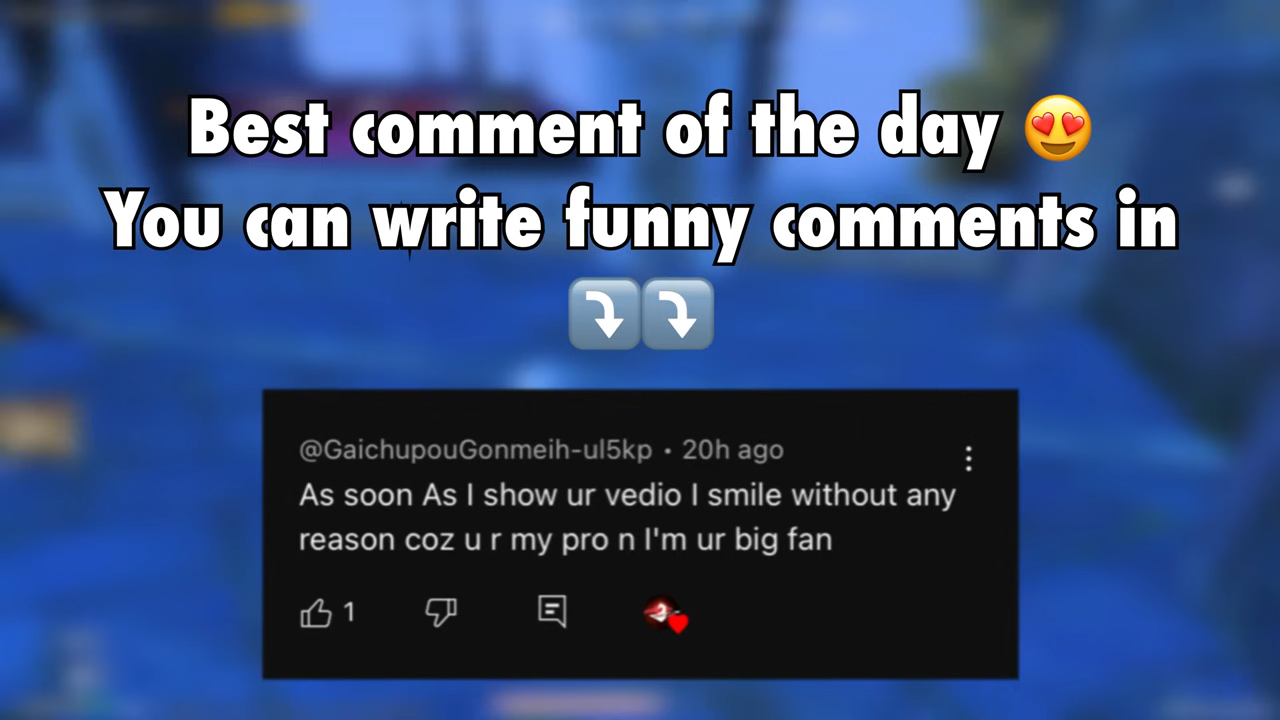 Best comment of the day 😍
You can write funny comments in
⤵️⤵️
@GaichupouGonmeih-ul5kp • 20h ago
As soon As I show ur vedio I smile without any
reason coz u r my pro n I'm ur big fan
1